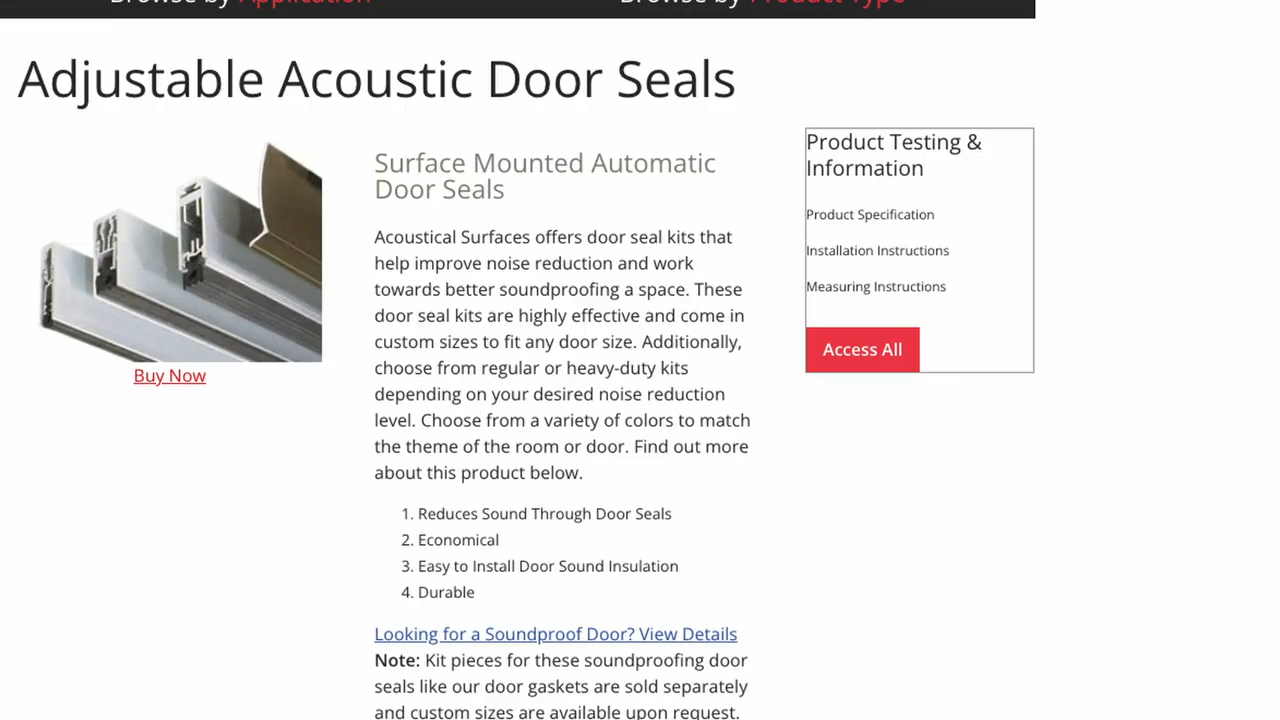 Browse by Application
Browse by Product Type
Adjustable Acoustic Door Seals
Buy Now
Surface Mounted Automatic
Door Seals
Acoustical Surfaces offers door seal kits that
help improve noise reduction and work
towards better soundproofing a space. These
door seal kits are highly effective and come in
custom sizes to fit any door size. Additionally,
choose from regular or heavy-duty kits
depending on your desired noise reduction
level. Choose from a variety of colors to match
the theme of the room or door. Find out more
about this product below.
1. Reduces Sound Through Door Seals
2. Economical
3. Easy to Install Door Sound Insulation
4. Durable
Looking for a Soundproof Door? View Details
Note: Kit pieces for these soundproofing door
seals like our door gaskets are sold separately
and custom sizes are available upon request.
Product Testing &
Information
Product Specification
Installation Instructions
Measuring Instructions
Access All